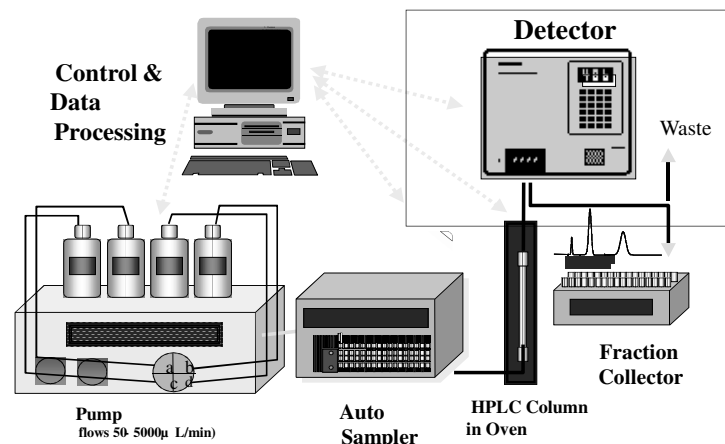 Detector
Control &
Data
Processing
Waste
a b
c d
Fraction
Collector
Pump
flows 50- 5000µ L/min)
Auto
Sampler
HPLC Column
in Oven